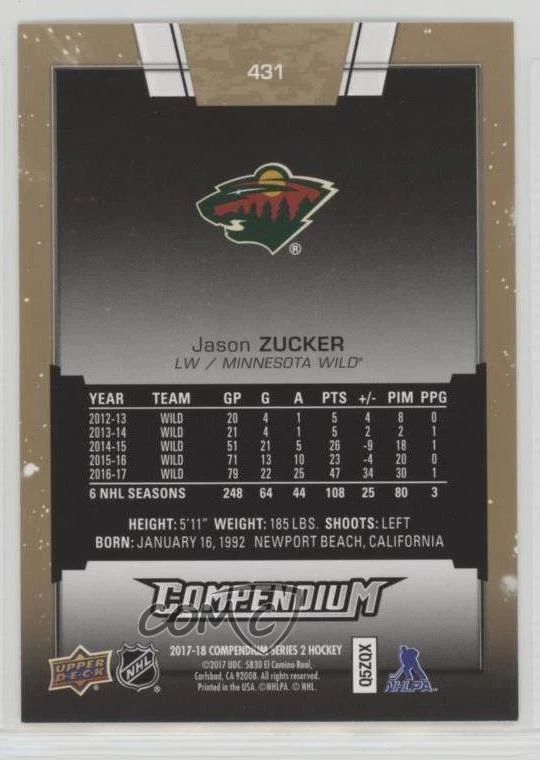 431
®
Jason ZUCKER
LW / MINNESOTA WILD®
YEAR TEAM GP G A PTS +/- PIM PPG
2012-13 WILD 20 4 1 5 4 8 0
2013-14 WILD 21 4 1 5 2 2 1
2014-15 WILD 51 21 5 26 -9 18 1
2015-16 WILD 71 13 10 23 -4 20 0
2016-17 WILD 79 22 25 47 34 30 1
6 NHL SEASONS 248 64 44 108 25 80 3
HEIGHT: 5'11" WEIGHT: 185 LBS. SHOOTS: LEFT
BORN: JANUARY 16, 1992 NEWPORT BEACH, CALIFORNIA
COMPENDIUM
COMC
2017-18 COMPENDIUM SERIES 2 HOCKEY
©2017 UDC. 5830 El Camino Real,
Carlsbad, CA 92008. All rights reserved.
Printed in the USA. ©NHLPA. © NHL.
UPPER DECK
NHL
Q5ZQX
NHLPA